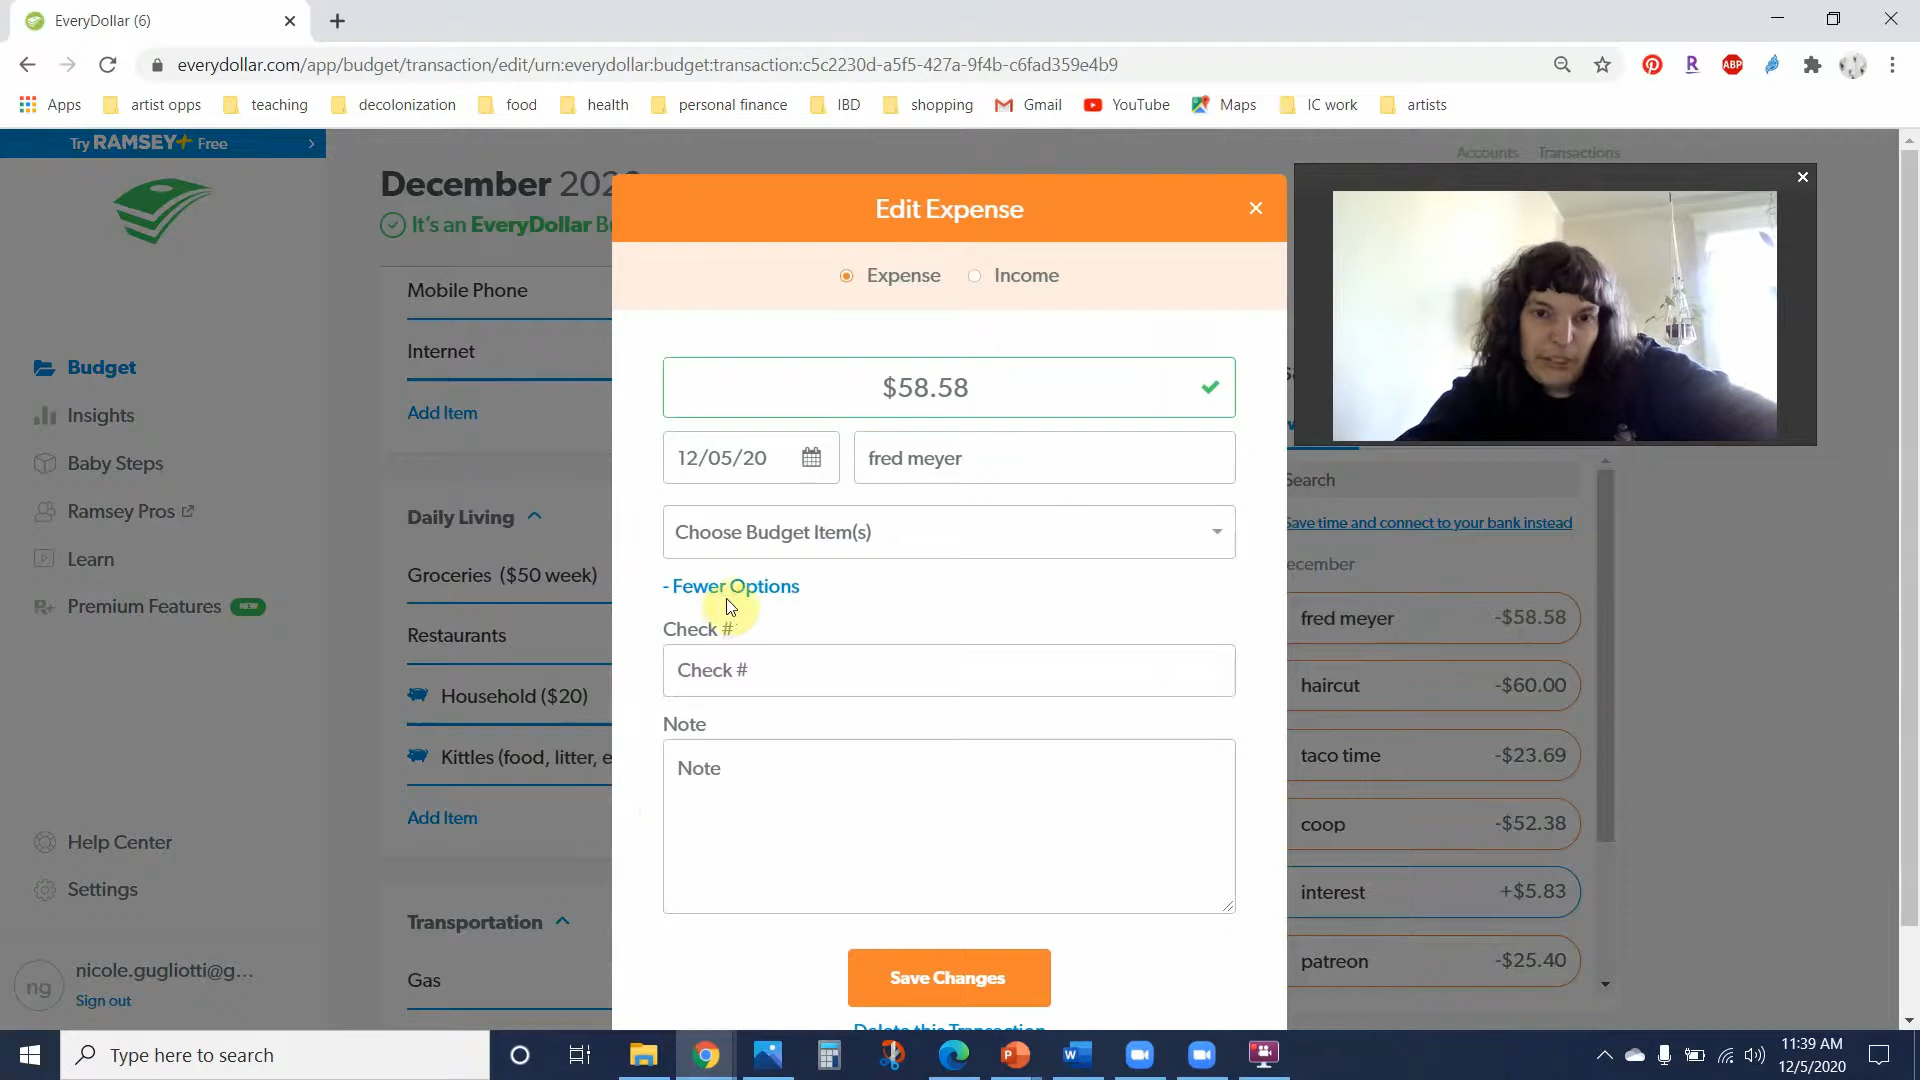 EveryDollar (6)
everydollar.com/app/budget/transaction/edit/urn:everydollar:budget:transaction:c5c2230d-a5f5-427a-9f4b-c6fad359e4b9
ABP
Apps artist opps teaching decolonization food health personal finance IBD shopping Gmail YouTube Maps IC work artists
Try RAMSEY+ Free
Budget
Insights
Baby Steps
Ramsey Pros
Learn
Premium Features NEW
Help Center
Settings
ng
nicole.gugliotti@g...
Sign out
December
It's an EveryDollar
Mobile Phone
Internet
Add Item
Daily Living
Groceries ($50 week)
Restaurants
Household ($20)
Kittles (food, litter, e
Add Item
Transportation
Gas
Edit Expense
Expense Income
$58.58
12/05/20 fred meyer
Choose Budget Item(s)
- Fewer Options
Check #
Check #
Note
Note
Save Changes
Delete this Transaction
Accounts Transactions
Search
Save time and connect to your bank instead
ecember
fred meyer -$58.58
haircut -$60.00
taco time -$23.69
coop -$52.38
interest +$5.83
patreon -$25.40
Type here to search
11:39 AM
12/5/2020